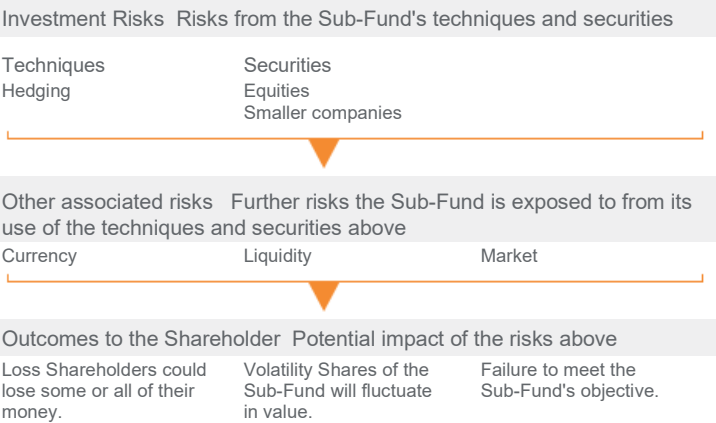 Investment Risks  Risks from the Sub-Fund's techniques and securities
Techniques
Hedging
Securities
Equities
Smaller companies
Other associated risks  Further risks the Sub-Fund is exposed to from its
use of the techniques and securities above
Currency
Liquidity
Market
Outcomes to the Shareholder  Potential impact of the risks above
Loss Shareholders could
lose some or all of their
money.
Volatility Shares of the
Sub-Fund will fluctuate
in value.
Failure to meet the
Sub-Fund's objective.